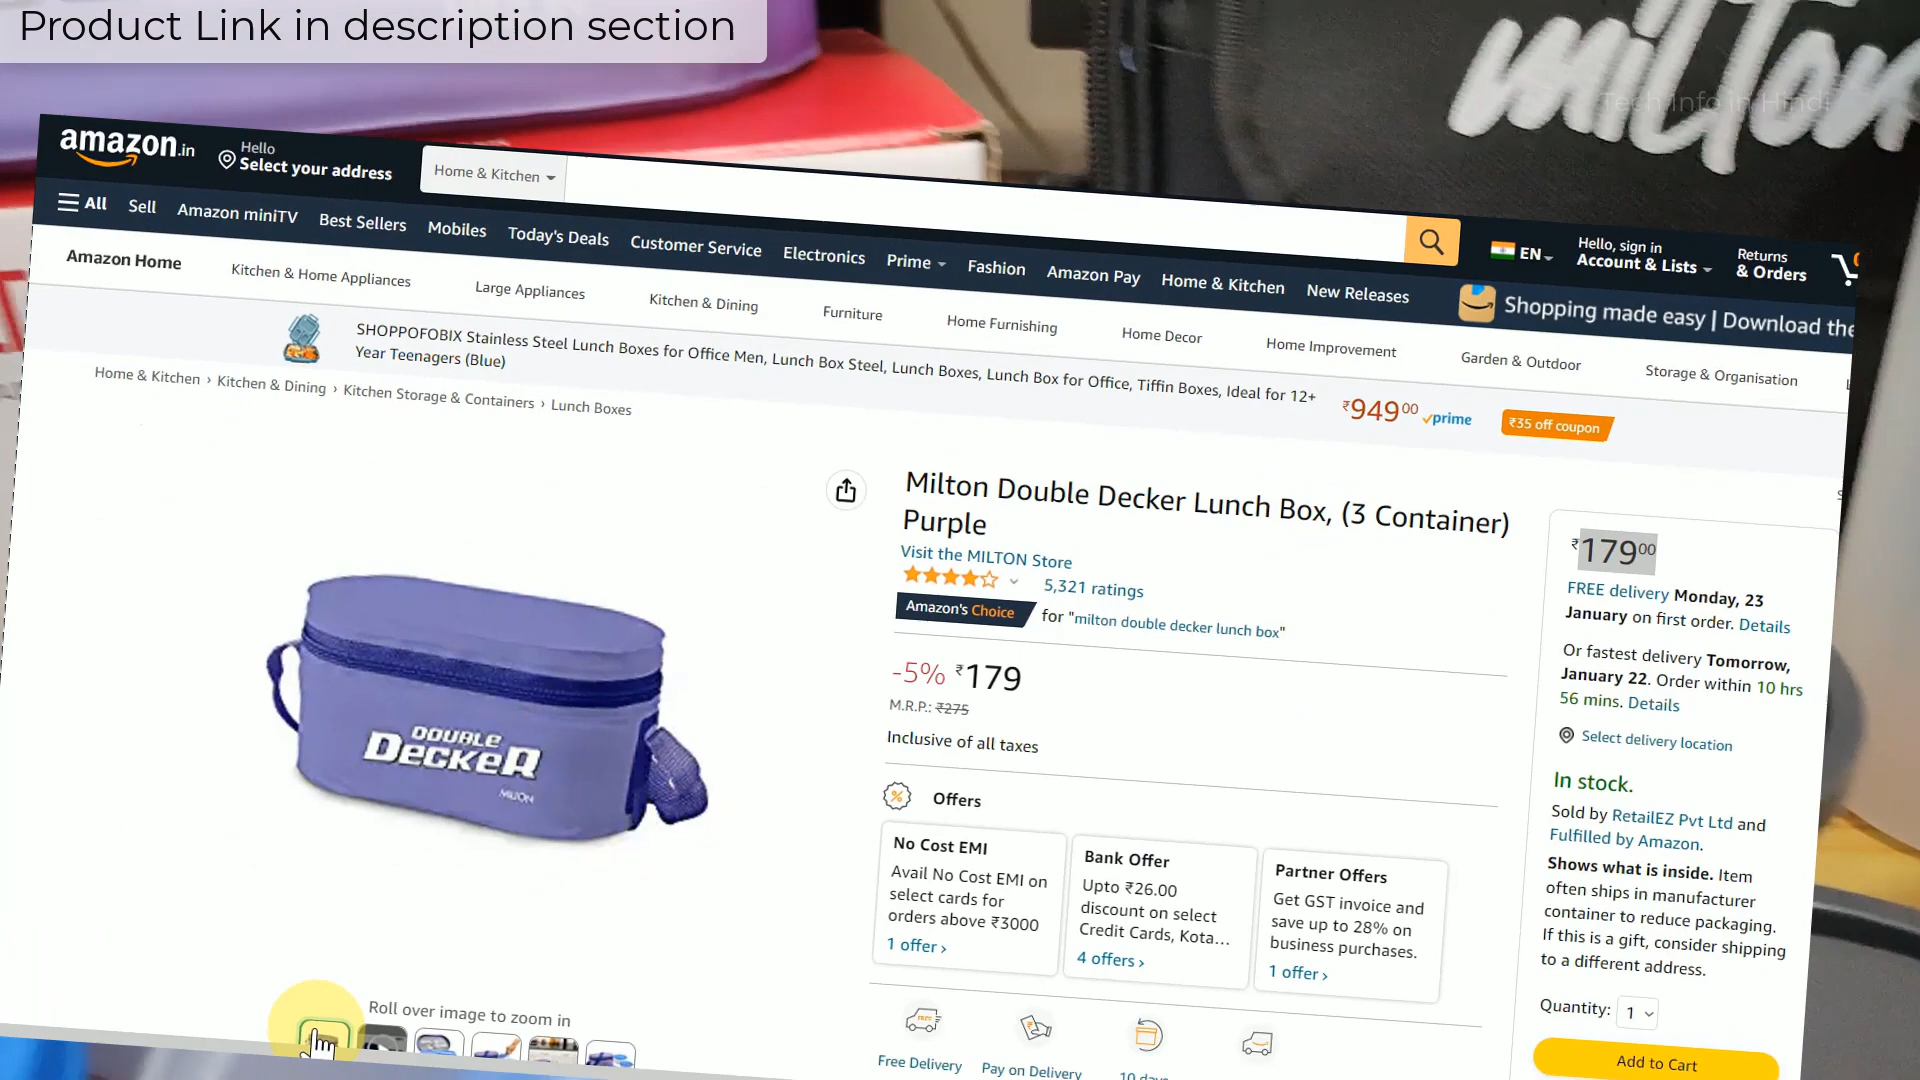 Product Link in description section
milton
Tech Info in Hindi
amazon.in
Hello
Select your address
Home & Kitchen
EN
Hello, sign in
Account & Lists
Returns
& Orders
All
Sell
Amazon miniTV
Best Sellers
Mobiles
Today's Deals
Customer Service
Electronics
Prime
Fashion
Amazon Pay
Home & Kitchen
New Releases
Shopping made easy | Download the
Amazon Home
Kitchen & Home Appliances
Large Appliances
Kitchen & Dining
Furniture
Home Furnishing
Home Decor
Home Improvement
Garden & Outdoor
Storage & Organisation
SHOPPOFOBIX Stainless Steel Lunch Boxes for Office Men, Lunch Box Steel, Lunch Boxes, Lunch Box for Office, Tiffin Boxes, Ideal for 12+
Year Teenagers (Blue)
₹94900 prime
₹35 off coupon
Home & Kitchen › Kitchen & Dining › Kitchen Storage & Containers › Lunch Boxes
DOUBLE
DECKER
MILTON
Roll over image to zoom in
Milton Double Decker Lunch Box, (3 Container)
Purple
Visit the MILTON Store
5,321 ratings
Amazon's Choice for "milton double decker lunch box"
-5% ₹179
M.R.P.: ₹275
Inclusive of all taxes
Offers
No Cost EMI
Avail No Cost EMI on
select cards for
orders above ₹3000
1 offer ›
Bank Offer
Upto ₹26.00
discount on select
Credit Cards, Kota...
4 offers ›
Partner Offers
Get GST invoice and
save up to 28% on
business purchases.
1 offer ›
FREE
Free Delivery
Pay on Delivery
10 days
₹17900
FREE delivery Monday, 23
January on first order. Details
Or fastest delivery Tomorrow,
January 22. Order within 10 hrs
56 mins. Details
Select delivery location
In stock.
Sold by RetailEZ Pvt Ltd and
Fulfilled by Amazon.
Shows what is inside. Item
often ships in manufacturer
container to reduce packaging.
If this is a gift, consider shipping
to a different address.
Quantity: 1
Add to Cart